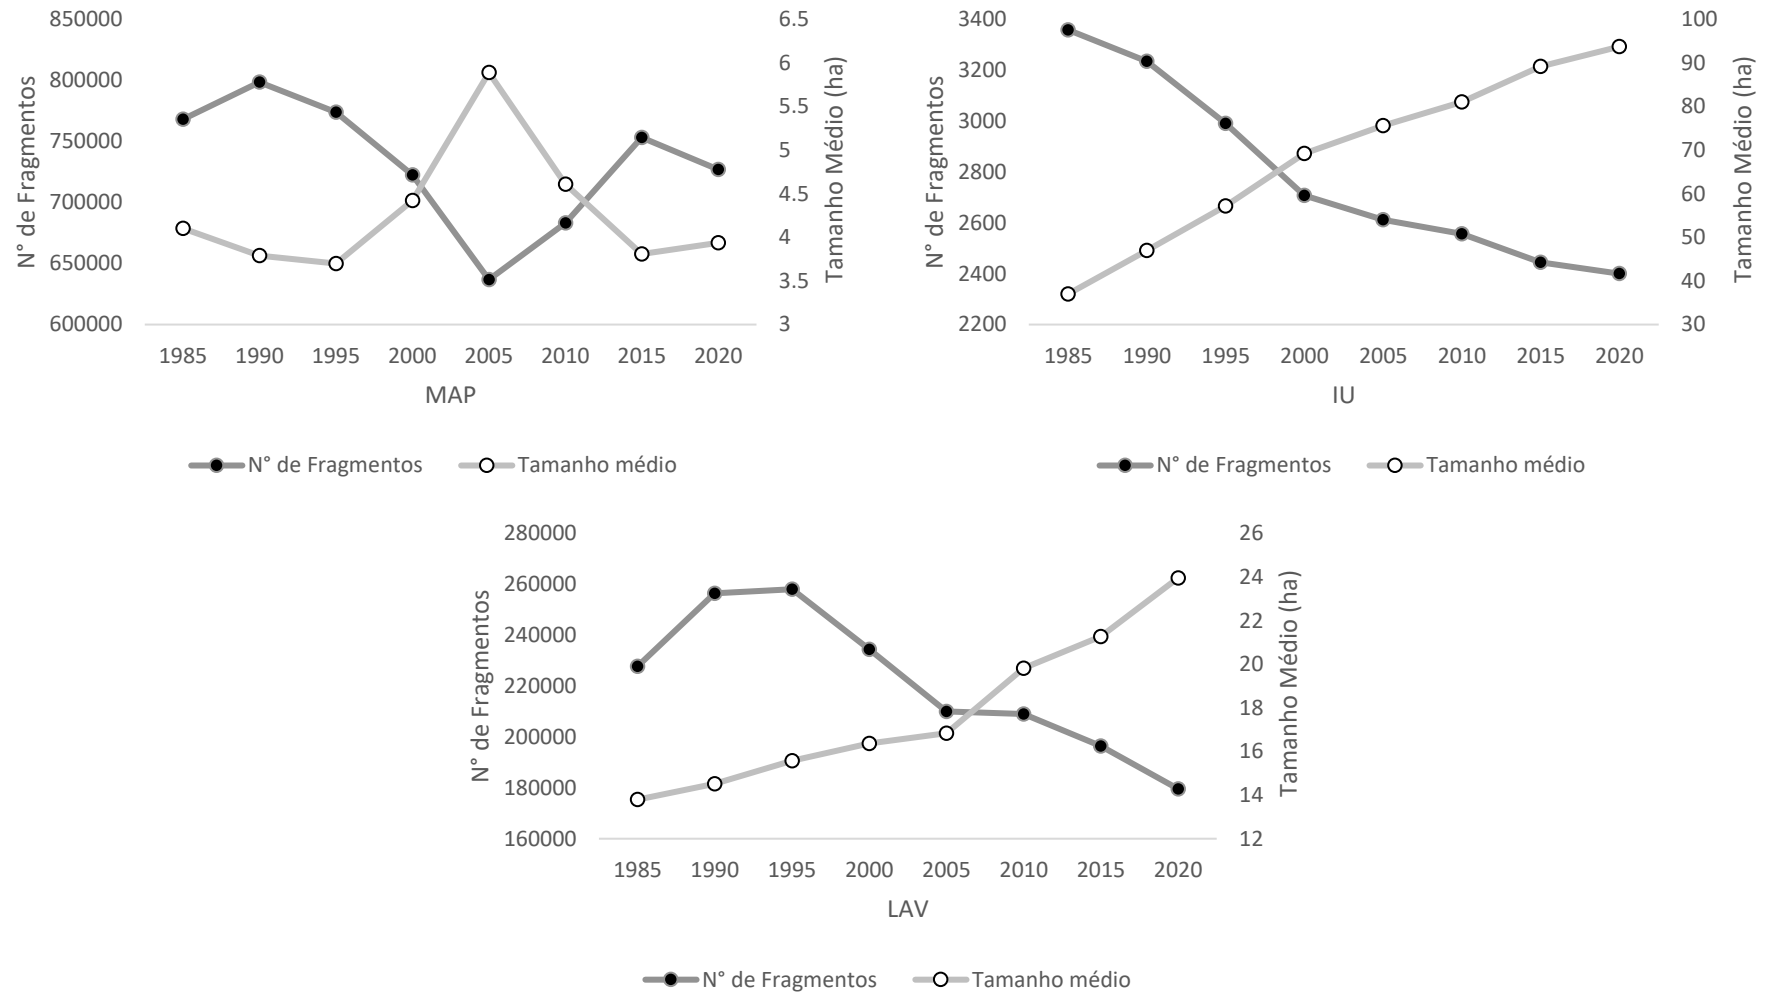 850000
800000
750000
700000
650000
600000
N° de Fragmentos
6.5
6
5.5
5
4.5
4
3.5
3
Tamanho Médio (ha)
1985 1990 1995 2000 2005 2010 2015 2020
MAP
N° de Fragmentos Tamanho médio
3400
3200
3000
2800
2600
2400
2200
N° de Fragmentos
100
90
80
70
60
50
40
30
Tamanho Médio (ha)
1985 1990 1995 2000 2005 2010 2015 2020
IU
N° de Fragmentos Tamanho médio
280000
260000
240000
220000
200000
180000
160000
N° de Fragmentos
26
24
22
20
18
16
14
12
Tamanho Médio (ha)
1985 1990 1995 2000 2005 2010 2015 2020
LAV
N° de Fragmentos Tamanho médio